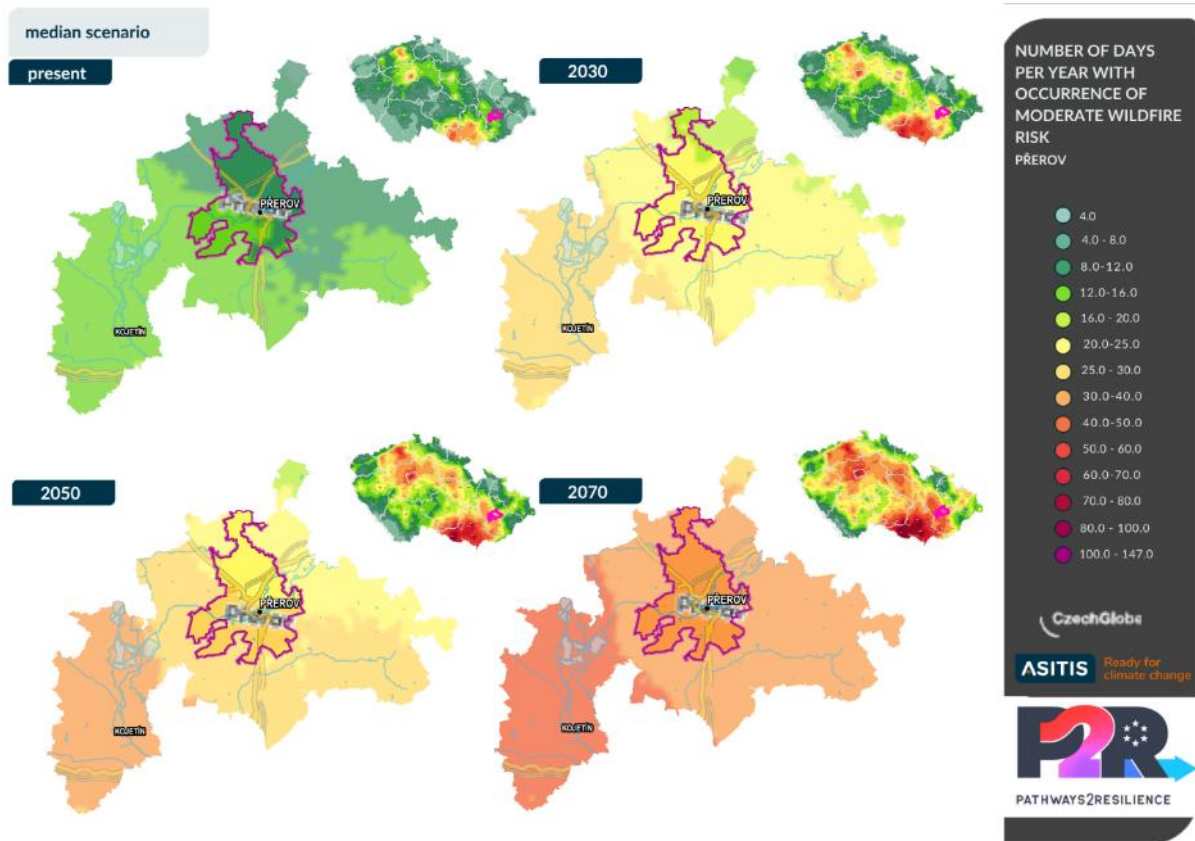 median scenario
present
PŘEROV
Přerov
KOJETÍN
2030
PŘEROV
Přerov
KOJETÍN
2050
PŘEROV
Přerov
KOJETÍN
2070
PŘEROV
Přerov
KOJETÍN
NUMBER OF DAYS
PER YEAR WITH
OCCURRENCE OF
MODERATE WILDFIRE
RISK
PŘEROV
4.0
4.0 - 8.0
8.0-12.0
12.0-16.0
16.0 - 20.0
20.0-25.0
25.0 - 30.0
30.0-40.0
40.0-50.0
50.0 - 60.0
60.0-70.0
70.0 - 80.0
80.0 - 100.0
100.0 - 147.0
CzechGlobe
ASITIS Ready for
climate change
P2R
PATHWAYS2RESILIENCE